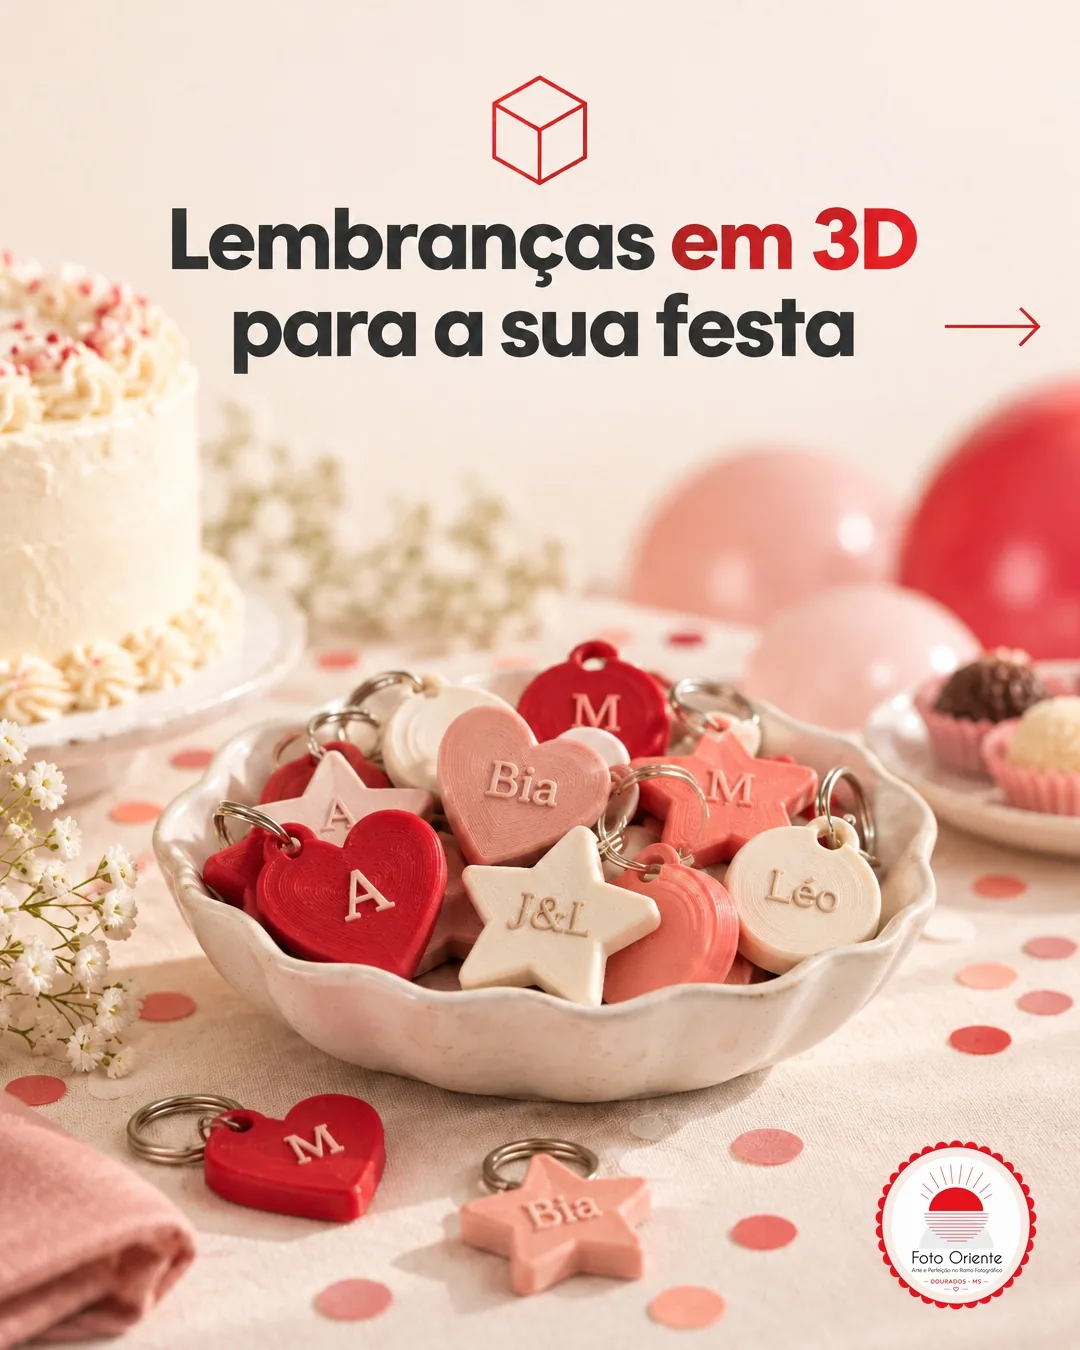 Lembranças em 3D
para a sua festa
M
Bia
M
A
A
J&L
Léo
M
Bia
Foto Oriente
Arte e Perfeição no Ramo Fotográfico
DOURADOS - MS